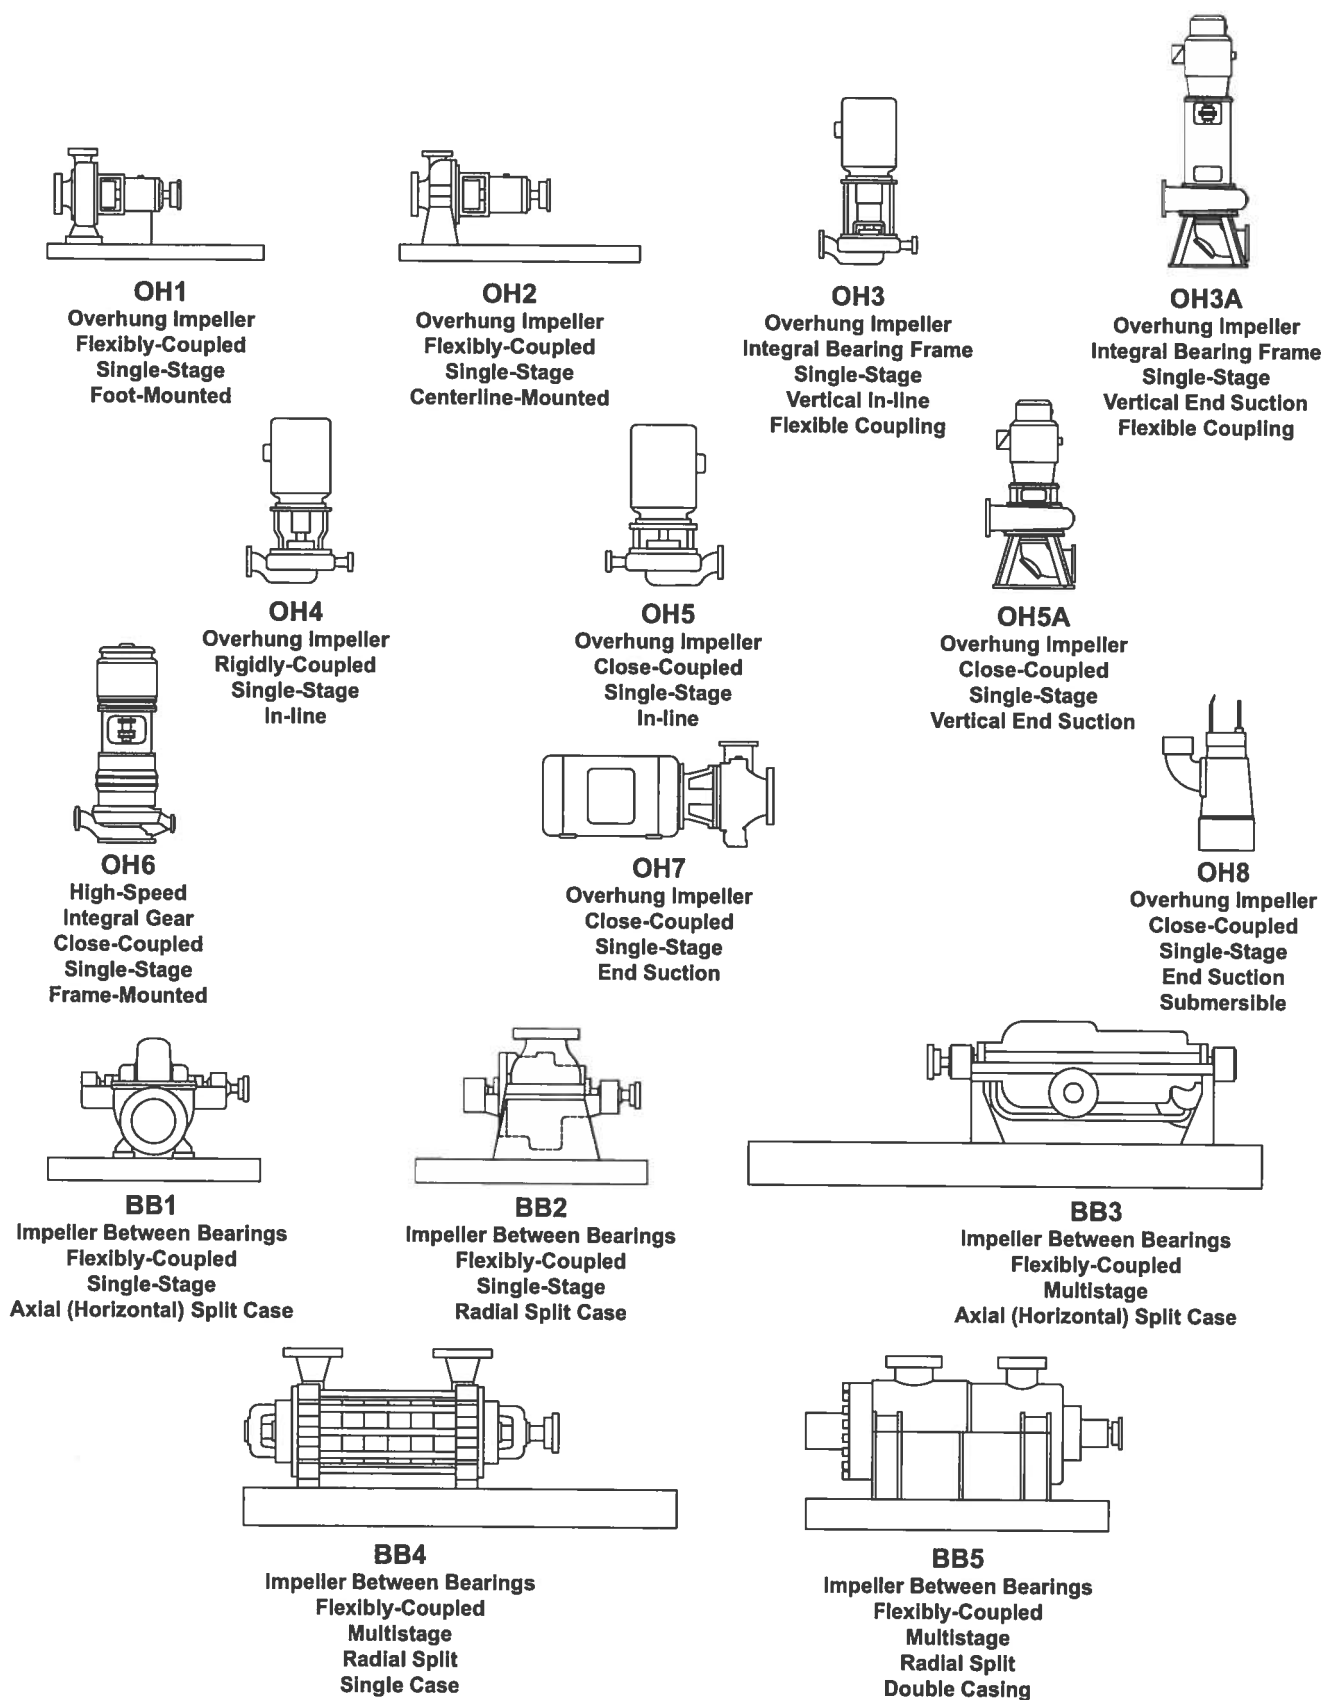 OH1
Overhung Impeller
Flexibly-Coupled
Single-Stage
Foot-Mounted
OH2
Overhung Impeller
Flexibly-Coupled
Single-Stage
Centerline-Mounted
OH3
Overhung Impeller
Integral Bearing Frame
Single-Stage
Vertical In-line
Flexible Coupling
OH3A
Overhung Impeller
Integral Bearing Frame
Single-Stage
Vertical End Suction
Flexible Coupling
OH4
Overhung Impeller
Rigidly-Coupled
Single-Stage
In-line
OH5
Overhung Impeller
Close-Coupled
Single-Stage
In-line
OH5A
Overhung Impeller
Close-Coupled
Single-Stage
Vertical End Suction
OH6
High-Speed
Integral Gear
Close-Coupled
Single-Stage
Frame-Mounted
OH7
Overhung Impeller
Close-Coupled
Single-Stage
End Suction
OH8
Overhung Impeller
Close-Coupled
Single-Stage
End Suction
Submersible
BB1
Impeller Between Bearings
Flexibly-Coupled
Single-Stage
Axial (Horizontal) Split Case
BB2
Impeller Between Bearings
Flexibly-Coupled
Single-Stage
Radial Split Case
BB3
Impeller Between Bearings
Flexibly-Coupled
Multistage
Axial (Horizontal) Split Case
BB4
Impeller Between Bearings
Flexibly-Coupled
Multistage
Radial Split
Single Case
BB5
Impeller Between Bearings
Flexibly-Coupled
Multistage
Radial Split
Double Casing